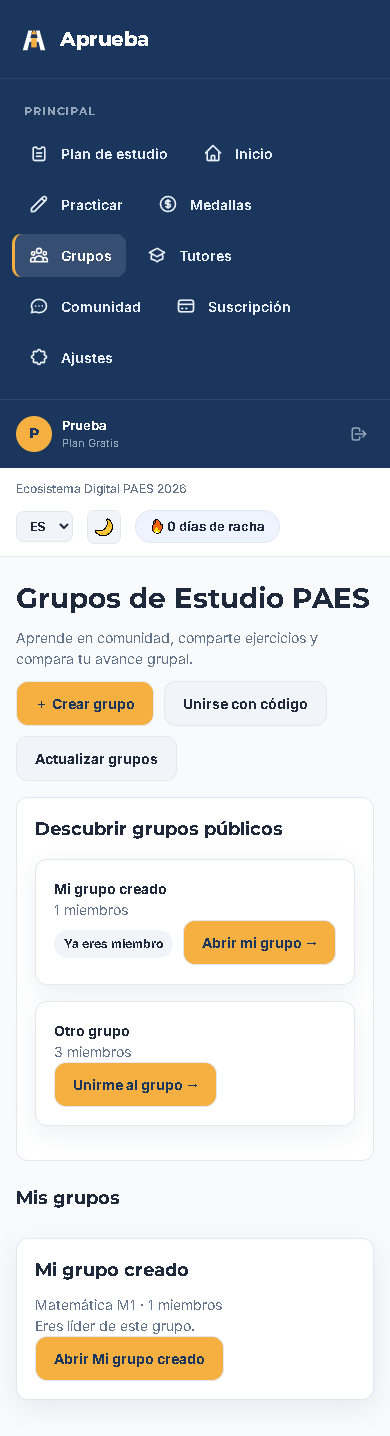 Aprueba
PRINCIPAL
Plan de estudio
Inicio
Practicar
Medallas
Grupos
Tutores
Comunidad
Suscripción
Ajustes
P
Prueba
Plan Gratis
Ecosistema Digital PAES 2026
ES
0 días de racha
Grupos de Estudio PAES
Aprende en comunidad, comparte ejercicios y
compara tu avance grupal.
+ Crear grupo
Unirse con código
Actualizar grupos
Descubrir grupos públicos
Mi grupo creado
1 miembros
Ya eres miembro
Abrir mi grupo →
Otro grupo
3 miembros
Unirme al grupo →
Mis grupos
Mi grupo creado
Matemática M1 · 1 miembros
Eres líder de este grupo.
Abrir Mi grupo creado